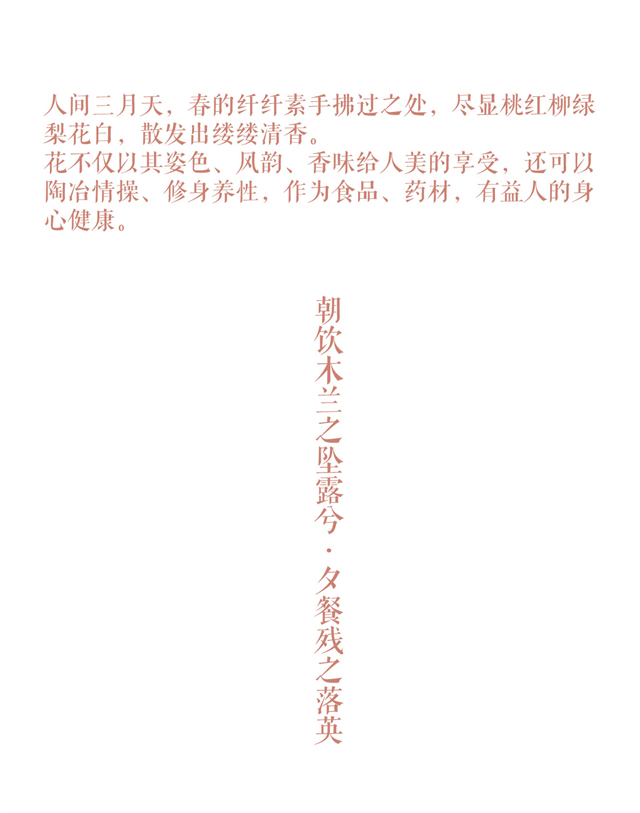 人间三月天，春的纤纤素手拂过之处，尽显桃红柳绿
梨花白，散发出缕缕清香。
花不仅以其姿色、风韵、香味给人美的享受，还可以
陶冶情操、修身养性，作为食品、药材，有益人的身
心健康。
朝饮木兰之坠露兮·夕餐残之落英